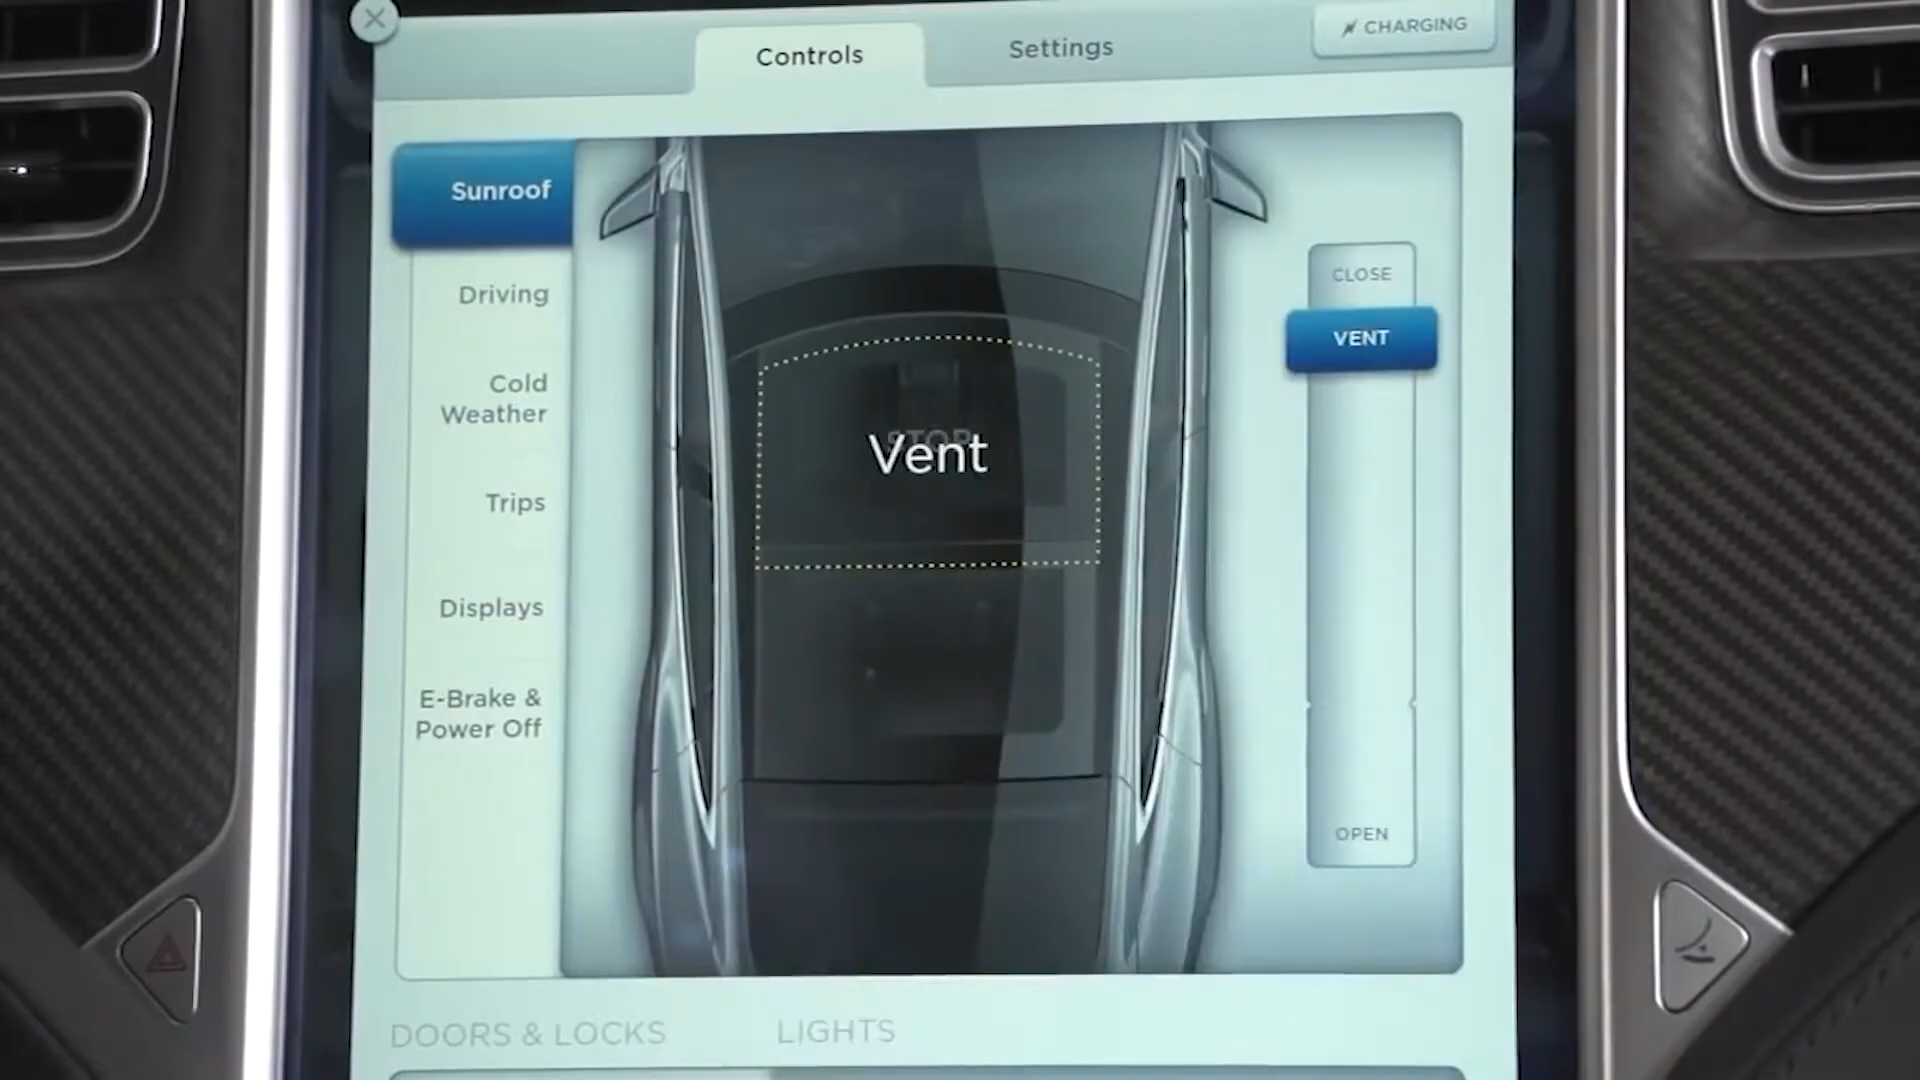 Controls
Settings
CHARGING
Sunroof
Driving
Cold
Weather
Trips
Displays
E-Brake &
Power Off
STOP
Vent
CLOSE
VENT
OPEN
DOORS & LOCKS
LIGHTS